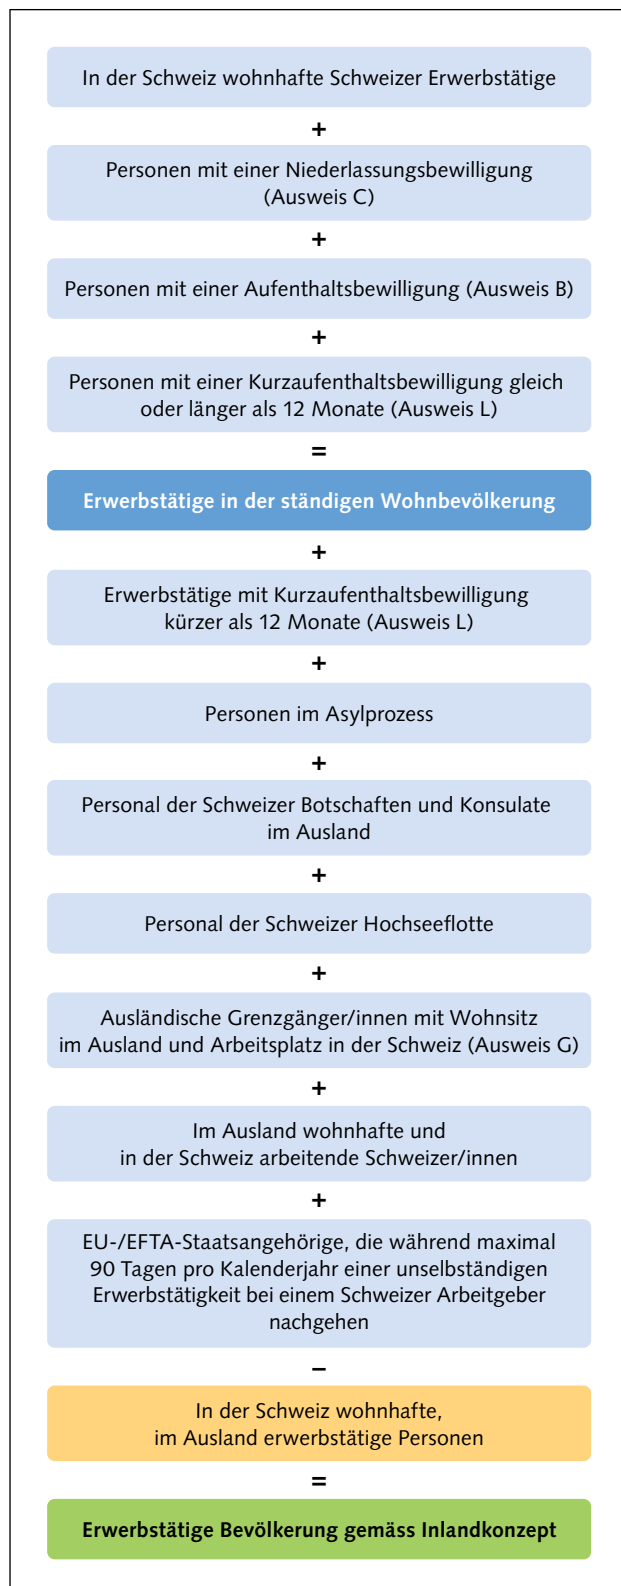 In der Schweiz wohnhafte Schweizer Erwerbstätige
+
Personen mit einer Niederlassungsbewilligung
(Ausweis C)
+
Personen mit einer Aufenthaltsbewilligung (Ausweis B)
+
Personen mit einer Kurzaufenthaltsbewilligung gleich
oder länger als 12 Monate (Ausweis L)
=
Erwerbstätige in der ständigen Wohnbevölkerung
+
Erwerbstätige mit Kurzaufenthaltsbewilligung
kürzer als 12 Monate (Ausweis L)
+
Personen im Asylprozess
+
Personal der Schweizer Botschaften und Konsulate
im Ausland
+
Personal der Schweizer Hochseeflotte
+
Ausländische Grenzgänger/innen mit Wohnsitz
im Ausland und Arbeitsplatz in der Schweiz (Ausweis G)
+
Im Ausland wohnhafte und
in der Schweiz arbeitende Schweizer/innen
+
EU-/EFTA-Staatsangehörige, die während maximal
90 Tagen pro Kalenderjahr einer unselbständigen
Erwerbstätigkeit bei einem Schweizer Arbeitgeber
nachgehen
–
In der Schweiz wohnhafte,
im Ausland erwerbstätige Personen
=
Erwerbstätige Bevölkerung gemäss Inlandkonzept